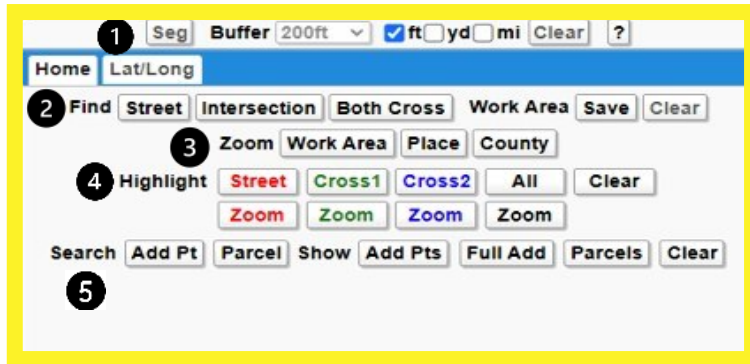 1 Seg Buffer 200ft ft yd mi Clear ?
Home Lat/Long
2 Find Street Intersection Both Cross Work Area Save Clear
3 Zoom Work Area Place County
4 Highlight Street Cross1 Cross2 All Clear
Zoom Zoom Zoom Zoom
Search Add Pt Parcel Show Add Pts Full Add Parcels Clear
5